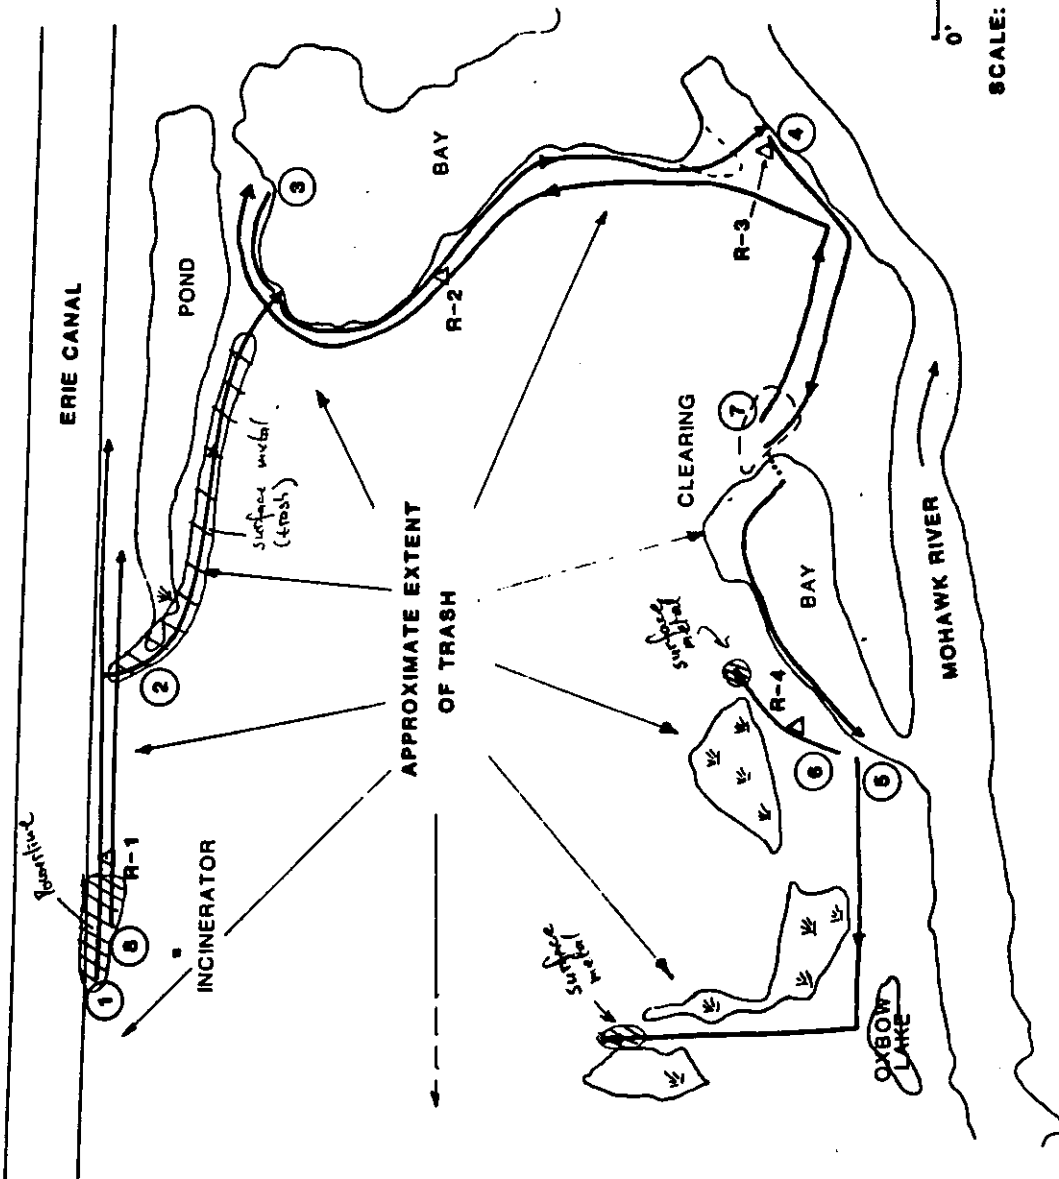 ERIE CANAL
POND
BAY
3
4
R-3
R-2
surface metal
(trash)
2
powerline
R-1
8
1
INCINERATOR
APPROXIMATE EXTENT
OF TRASH
CLEARING
7
BAY
surface
metal
R-4
6
5
surface
metal
OXBOW
LAKE
MOHAWK RIVER
0'
SCALE: